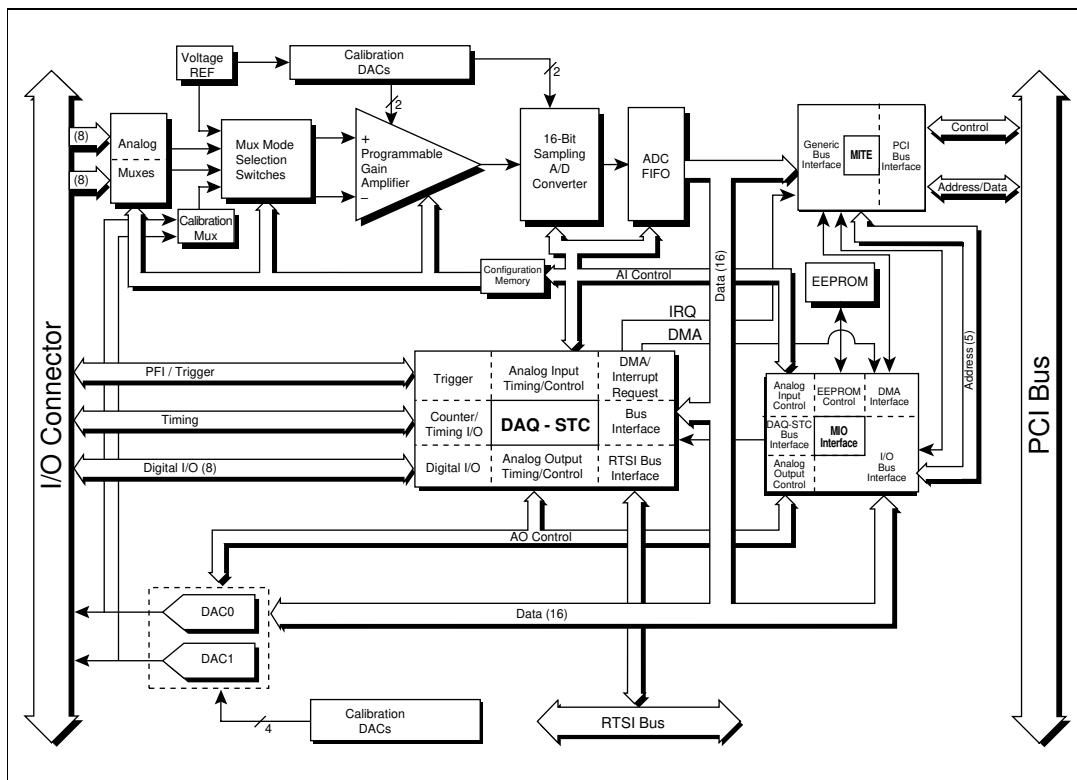 Voltage
REF
Calibration
DACs
2
2
(8)
(8)
Analog
Muxes
Mux Mode
Selection
Switches
Calibration
Mux
+
Programmable
Gain
Amplifier
–
16-Bit
Sampling
A/D
Converter
ADC
FIFO
Generic
Bus
Interface
MITE
PCI
Bus
Interface
Control
Address/Data
Configuration
Memory
AI Control
Data (16)
EEPROM
IRQ
DMA
Address (5)
I/O Connector
PCI Bus
PFI / Trigger
Timing
Digital I/O (8)
Trigger
Analog Input
Timing/Control
DMA/
Interrupt
Request
Counter/
Timing I/O
DAQ - STC
Bus
Interface
Digital I/O
Analog Output
Timing/Control
RTSI Bus
Interface
Analog
Input
Control
EEPROM
Control
DMA
Interface
DAQ-STC
Bus
Interface
MIO
Interface
Analog
Output
Control
I/O
Bus
Interface
AO Control
DAC0
DAC1
Data (16)
4
Calibration
DACs
RTSI Bus